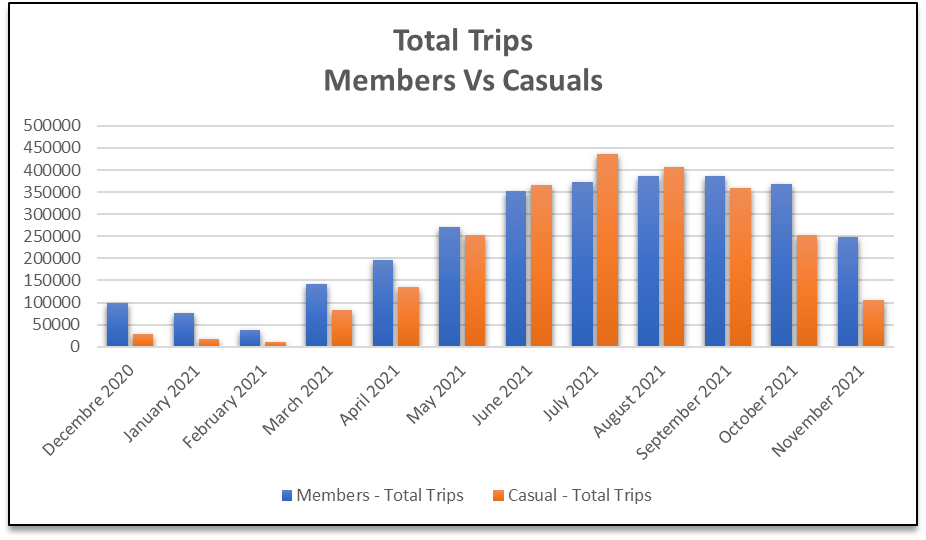 Total Trips
Members Vs Casuals
500000
450000
400000
350000
300000
250000
200000
150000
100000
50000
0
Decembre 2020
January 2021
February 2021
March 2021
April 2021
May 2021
June 2021
July 2021
August 2021
September 2021
October 2021
November 2021
Members - Total Trips
Casual - Total Trips